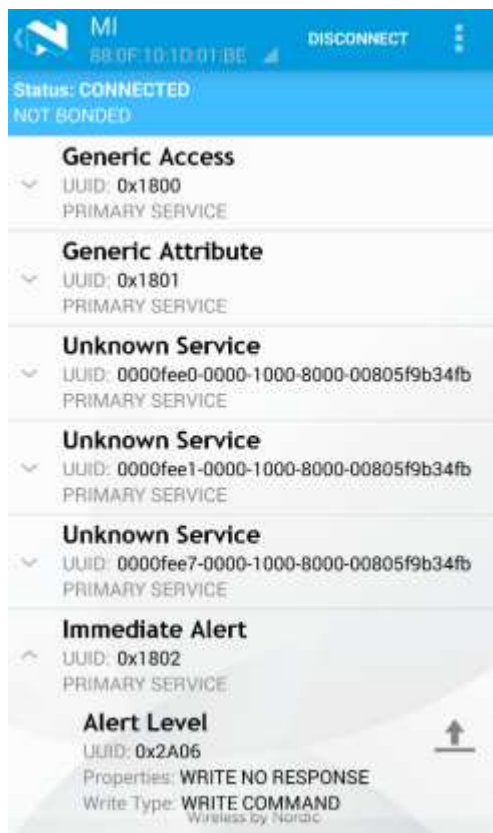 MI
88:0F:10:1D:01:BE
DISCONNECT
Status: CONNECTED
NOT BONDED
Generic Access
UUID: 0x1800
PRIMARY SERVICE
Generic Attribute
UUID: 0x1801
PRIMARY SERVICE
Unknown Service
UUID: 0000fee0-0000-1000-8000-00805f9b34fb
PRIMARY SERVICE
Unknown Service
UUID: 0000fee1-0000-1000-8000-00805f9b34fb
PRIMARY SERVICE
Unknown Service
UUID: 0000fee7-0000-1000-8000-00805f9b34fb
PRIMARY SERVICE
Immediate Alert
UUID: 0x1802
PRIMARY SERVICE
Alert Level
UUID: 0x2A06
Properties: WRITE NO RESPONSE
Write Type: WRITE COMMAND
Wireless by Nordic